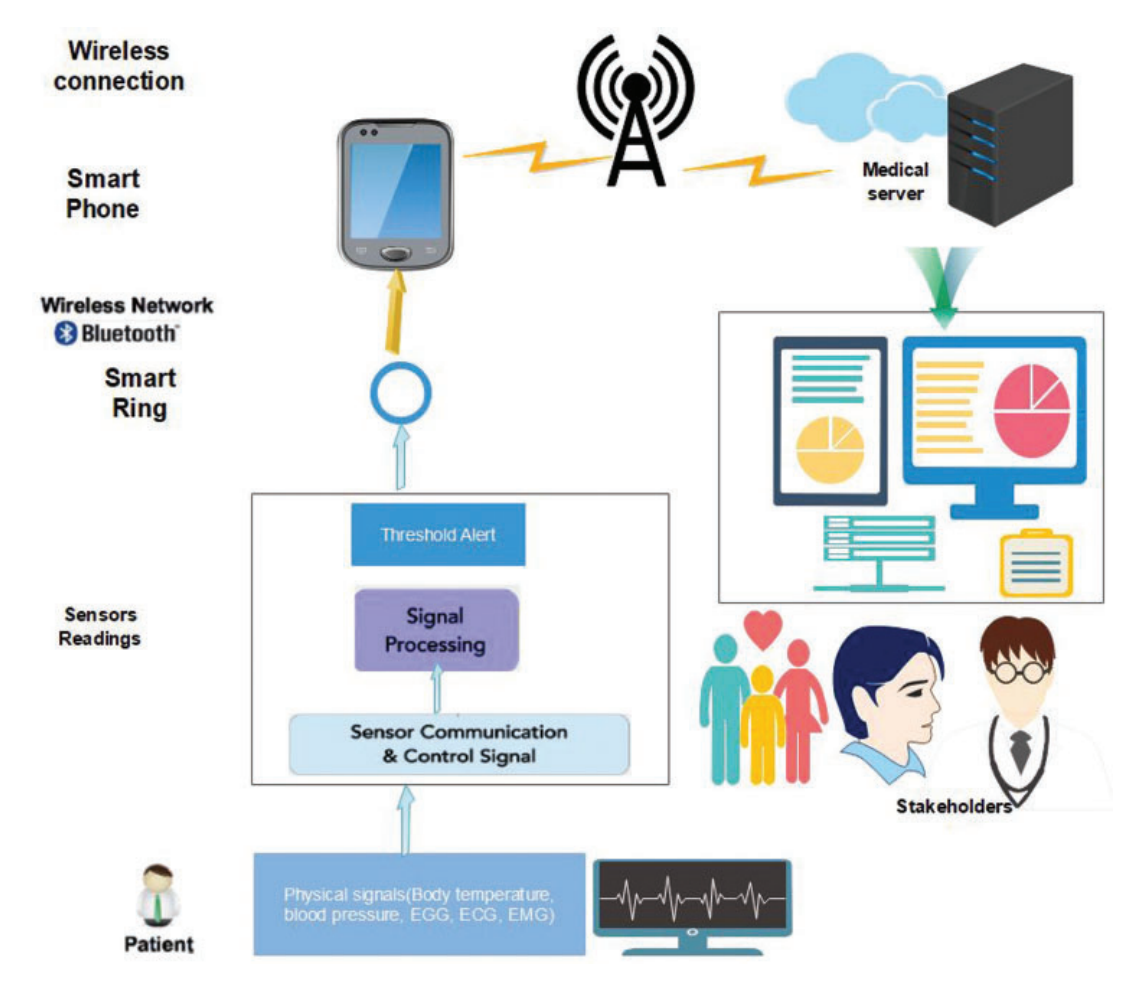 Wireless
connection
Smart
Phone
Medical
server
Wireless Network
Bluetooth™
Smart
Ring
Threshold Alert
Sensors
Readings
Signal
Processing
Sensor Communication
& Control Signal
Stakeholders
Physical signals(Body temperature,
blood pressure, EGG, ECG, EMG)
Patient